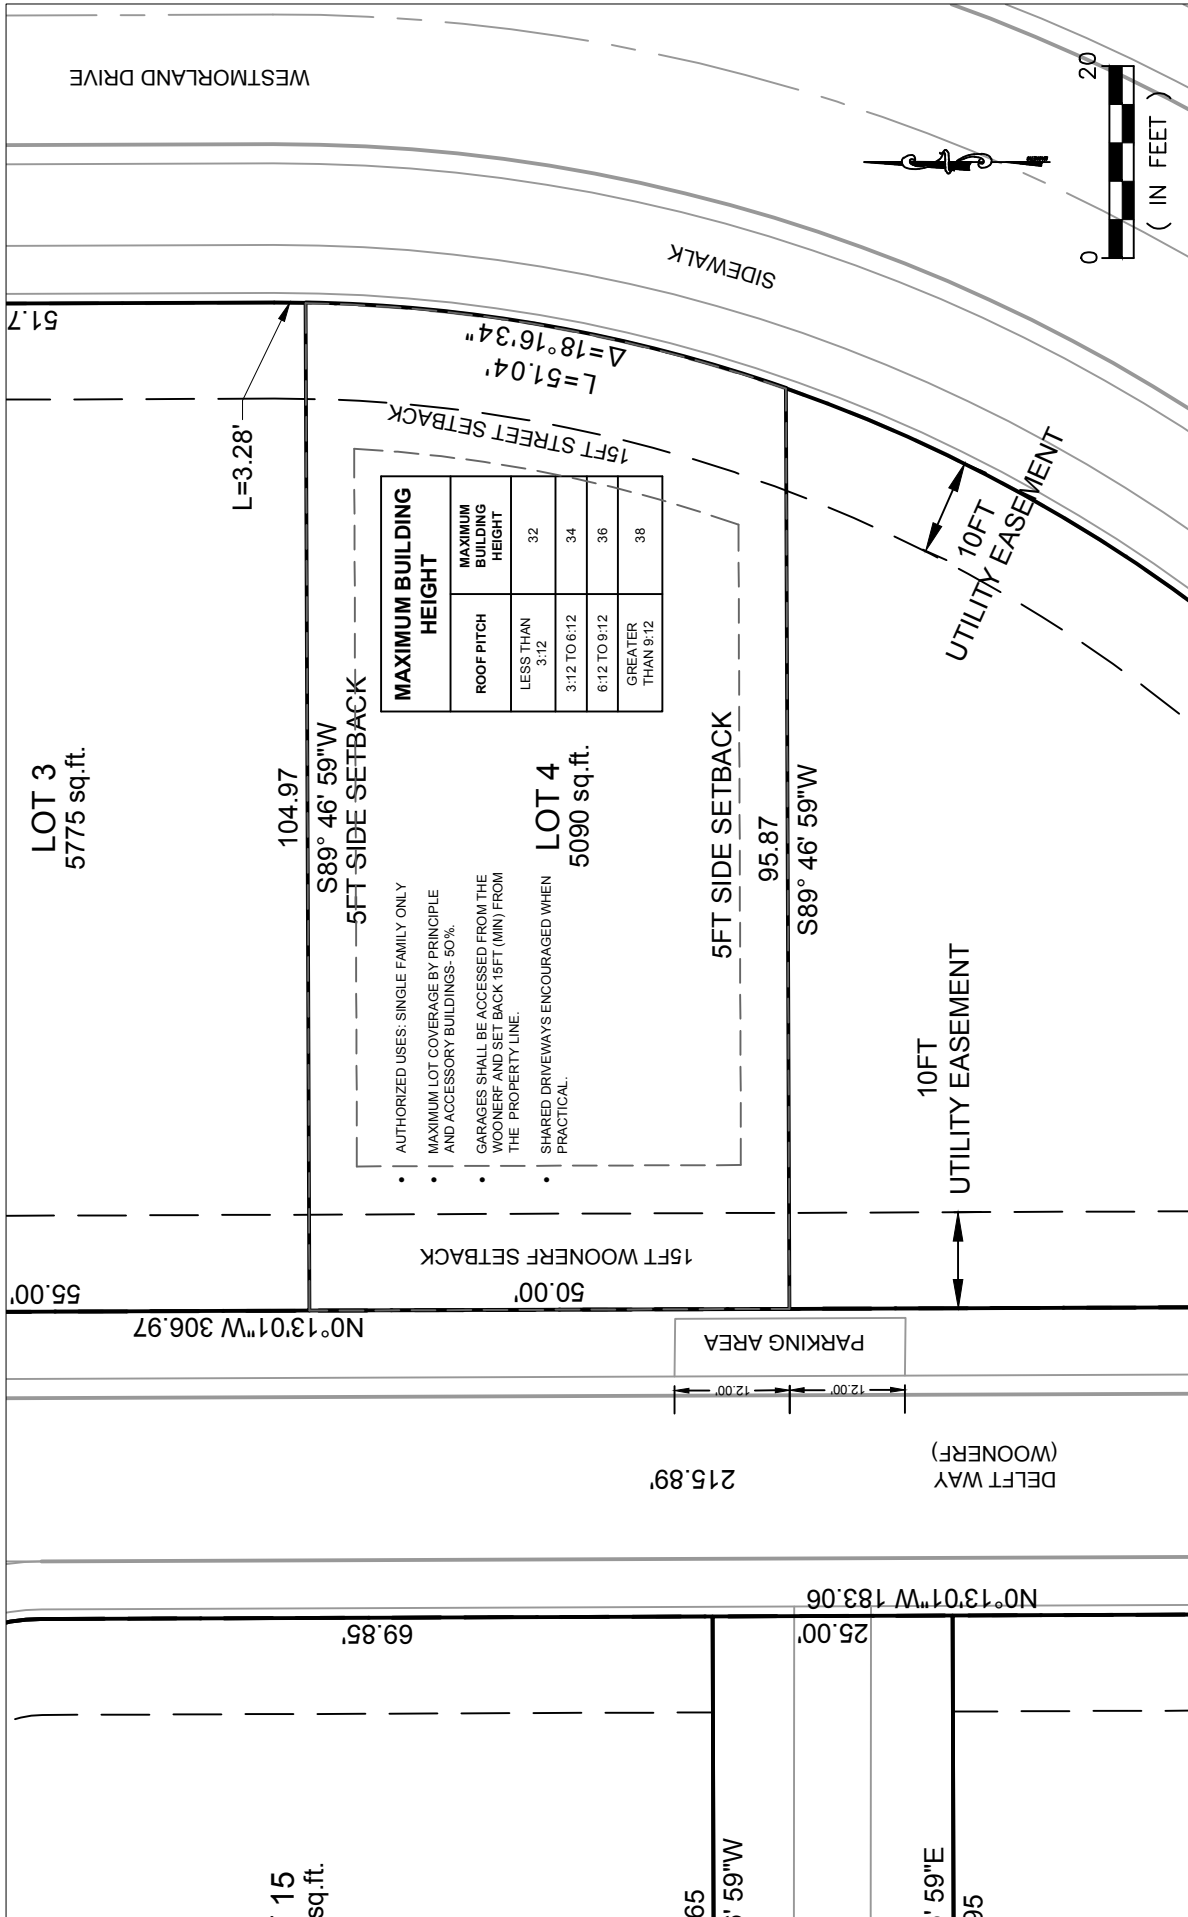 WESTMORLAND DRIVE
SIDEWALK
0
20
( IN FEET )
51.7
L=3.28'
Δ=18°16'34"
L=51.04'
15FT STREET SETBACK
10FT
UTILITY EASEMENT
LOT 3
5775 sq.ft.
104.97
S89° 46' 59"W
5FT SIDE SETBACK
MAXIMUM BUILDING
HEIGHT
ROOF PITCH
MAXIMUM
BUILDING
HEIGHT
LESS THAN
3:12
32
3:12 TO 6:12
34
6:12 TO 9:12
36
GREATER
THAN 9:12
38
LOT 4
5090 sq.ft.
• AUTHORIZED USES: SINGLE FAMILY ONLY
• MAXIMUM LOT COVERAGE BY PRINCIPLE
AND ACCESSORY BUILDINGS- 50%.
• GARAGES SHALL BE ACCESSED FROM THE
WOONERF AND SET BACK 15FT (MIN) FROM
THE PROPERTY LINE.
• SHARED DRIVEWAYS ENCOURAGED WHEN
PRACTICAL.
5FT SIDE SETBACK
95.87
S89° 46' 59"W
10FT
UTILITY EASEMENT
15FT WOONERF SETBACK
50.00'
55.00'
N0°13'01"W 306.97
PARKING AREA
12.00'
12.00'
215.89'
DELFT WAY
(WOONERF)
N0°13'01"W 183.06
69.85'
25.00'
15
sq.ft.
65
' 59"W
' 59"E
95